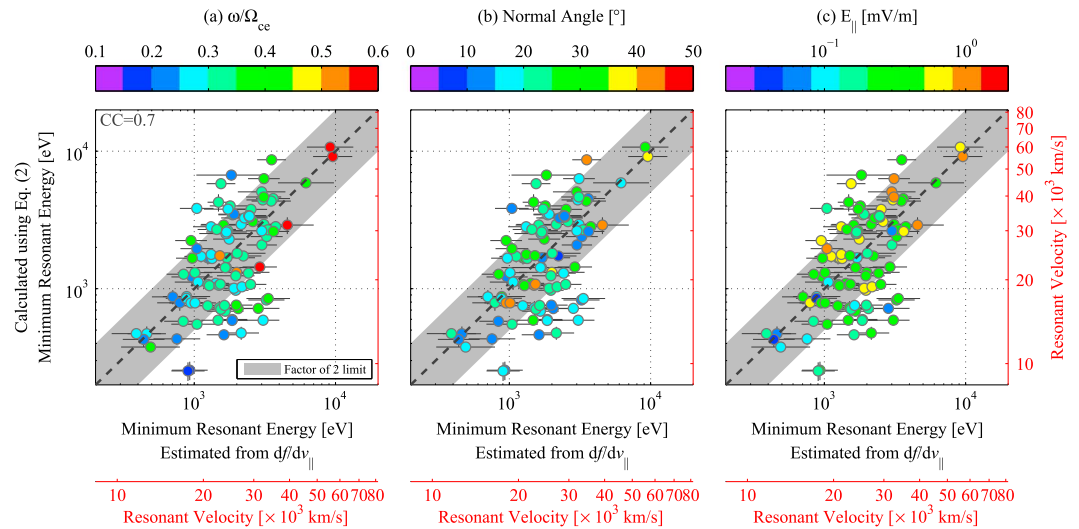 (a) ω/Ωce
(b) Normal Angle [°]
(c) E|| [mV/m]
0.1 0.2 0.3 0.4 0.5 0.6
0 10 20 30 40 50
10⁻¹ 10⁰
CC=0.7
Calculated using Eq. (2)
Minimum Resonant Energy [eV]
10⁴
10³
Factor of 2 limit
80
70
60
50
40
30
20
10
Resonant Velocity [× 10³ km/s]
10³ 10⁴
10³ 10⁴
10³ 10⁴
Minimum Resonant Energy [eV]
Estimated from df/dv||
Minimum Resonant Energy [eV]
Estimated from df/dv||
Minimum Resonant Energy [eV]
Estimated from df/dv||
10 20 30 40 50 60 70 80
Resonant Velocity [× 10³ km/s]
10 20 30 40 50 60 70 80
Resonant Velocity [× 10³ km/s]
10 20 30 40 50 60 70 80
Resonant Velocity [× 10³ km/s]